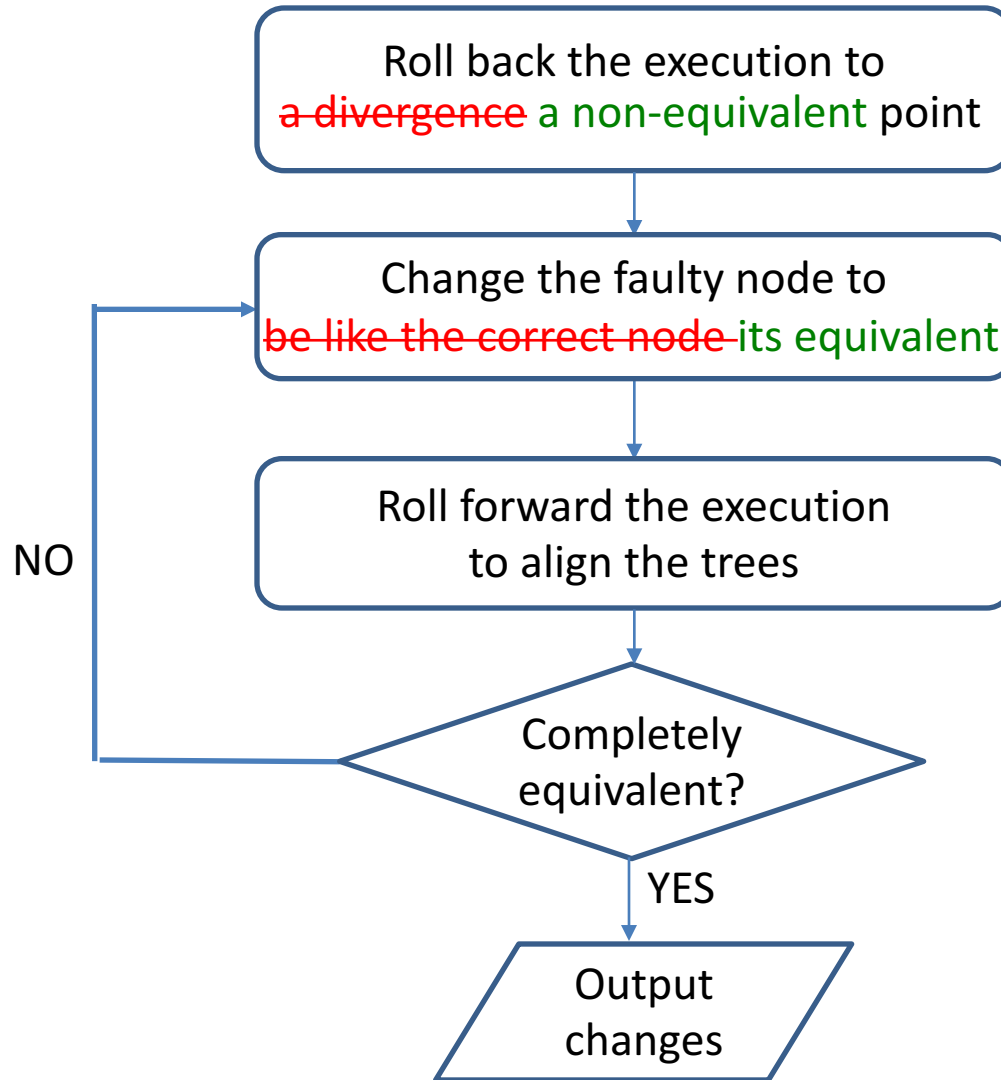 Roll back the execution to
a divergence a non-equivalent point
Change the faulty node to
be like the correct node its equivalent
Roll forward the execution
to align the trees
NO
Completely
equivalent?
YES
Output
changes